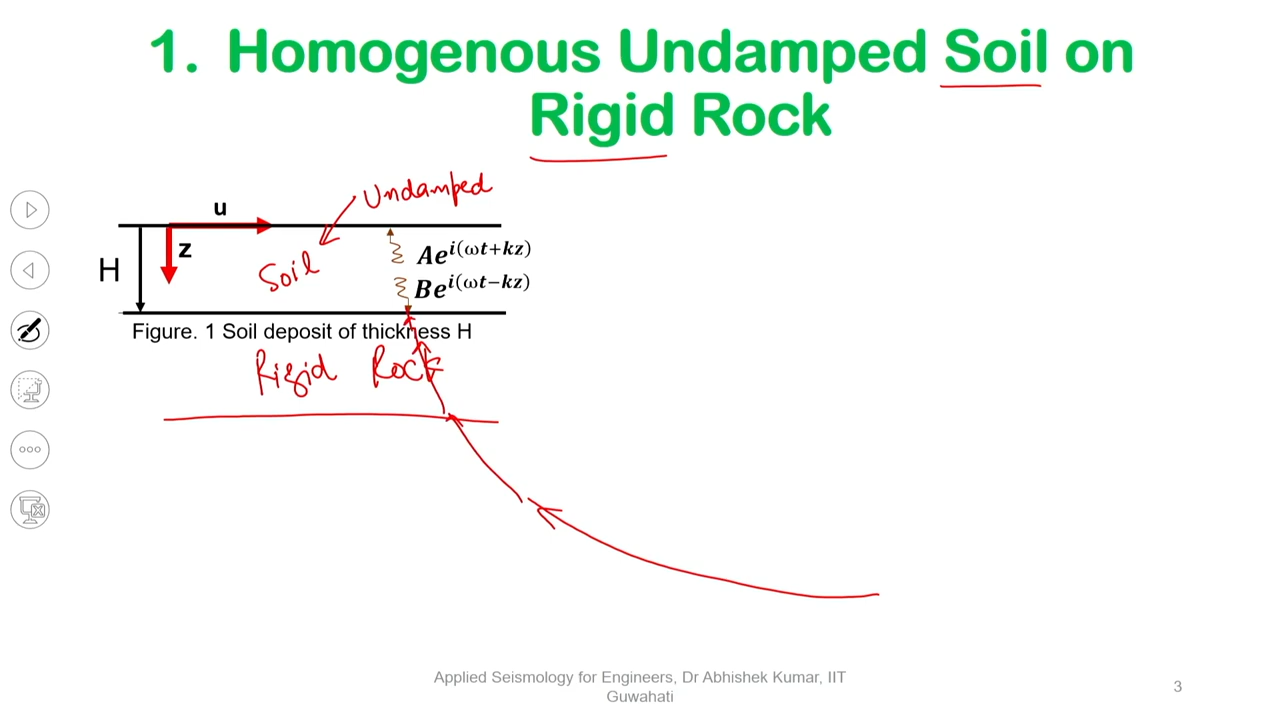 1. Homogenous Undamped Soil on
Rigid Rock
Undamped
u
z
H
Soil
Ae^{i(ωt+kz)}
Be^{i(ωt−kz)}
Figure. 1 Soil deposit of thickness H
Rigid Rock
Applied Seismology for Engineers, Dr Abhishek Kumar, IIT
Guwahati
3